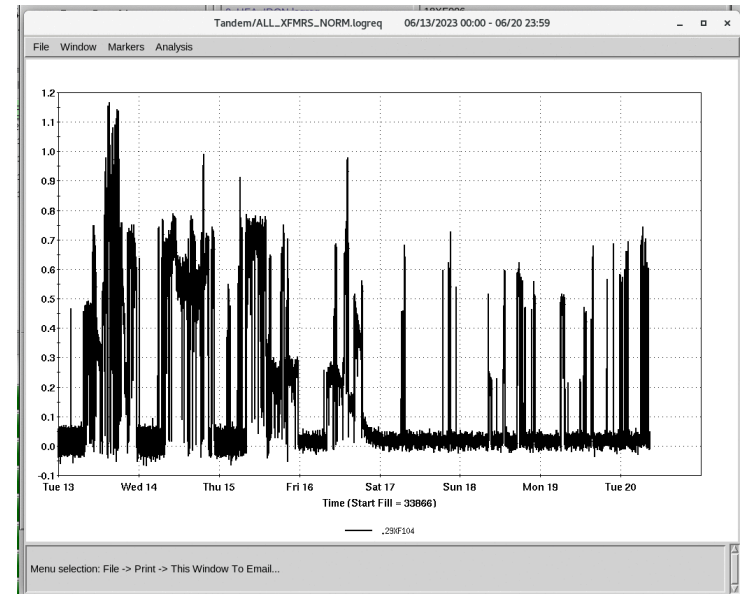 Tandem/ALL_XFMRS_NORM.logreq 06/13/2023 00:00 - 06/20 23:59
File Window Markers Analysis
1.2
1.1
1.0
0.9
0.8
0.7
0.6
0.5
0.4
0.3
0.2
0.1
0.0
-0.1
Tue 13 Wed 14 Thu 15 Fri 16 Sat 17 Sun 18 Mon 19 Tue 20
Time (Start Fill = 33866)
.29XF104
Menu selection: File -> Print -> This Window To Email...